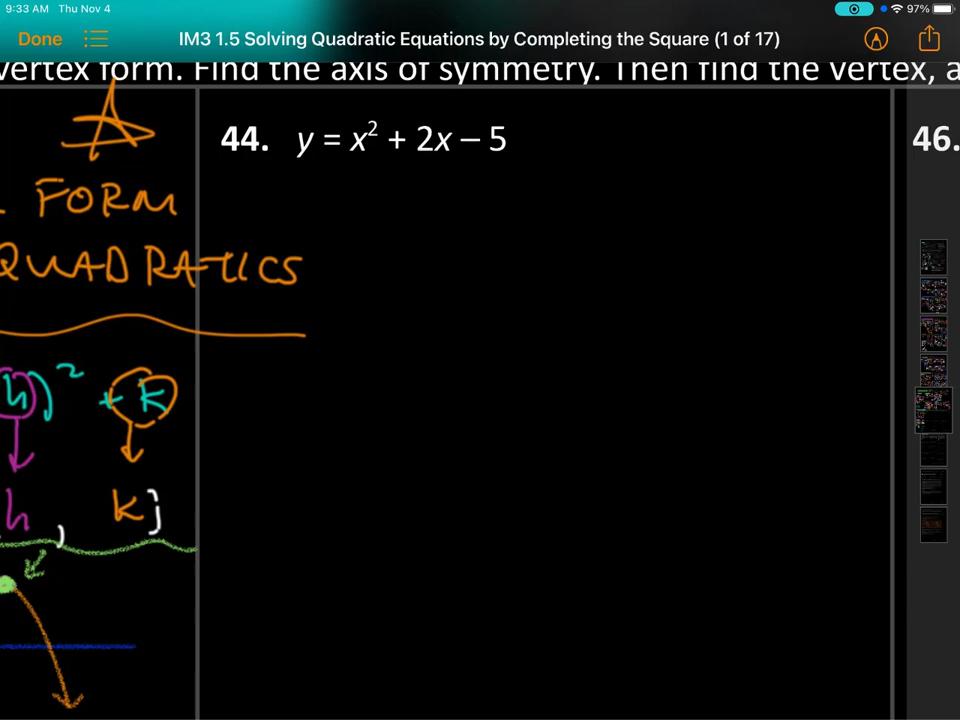 9:33 AM Thu Nov 4
97%
Done
IM3 1.5 Solving Quadratic Equations by Completing the Square (1 of 17)
vertex form. Find the axis of symmetry. Then find the vertex, a
44. y = x² + 2x – 5
46.
FORM
QUADRATICS
h)² + k
h, k)